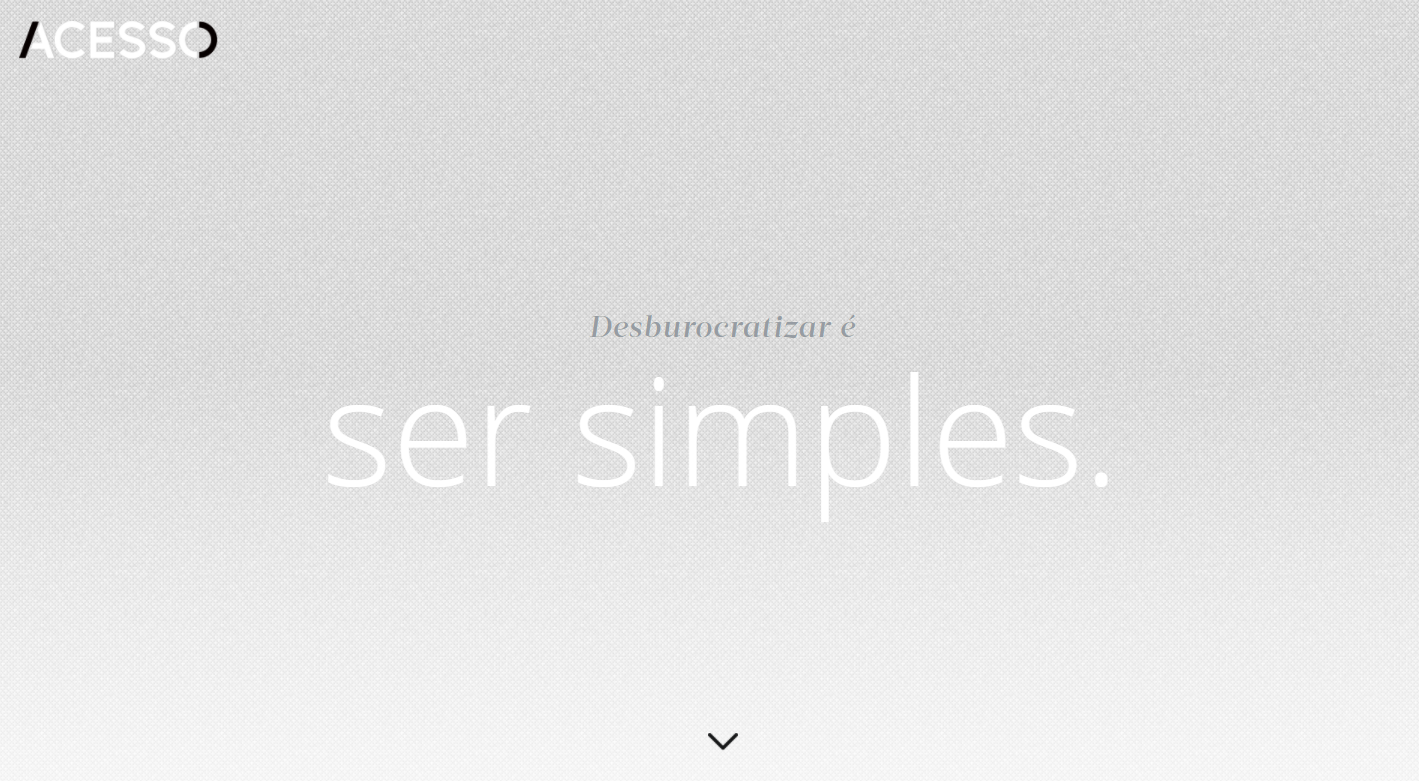 ACESSO
Desburocratizar é
ser simples.